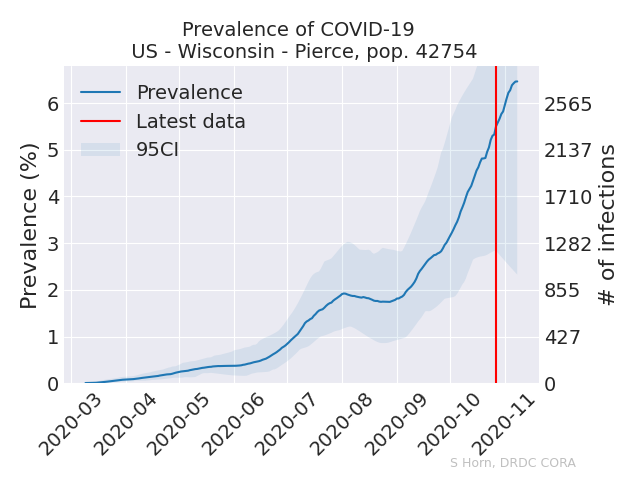 Prevalence of COVID-19
US - Wisconsin - Pierce, pop. 42754
Prevalence
Latest data
95CI
Prevalence (%)
6
5
4
3
2
1
0
2565
2137
1710
1282
855
427
0
# of infections
2020-03
2020-04
2020-05
2020-06
2020-07
2020-08
2020-09
2020-10
2020-11
S Horn, DRDC CORA